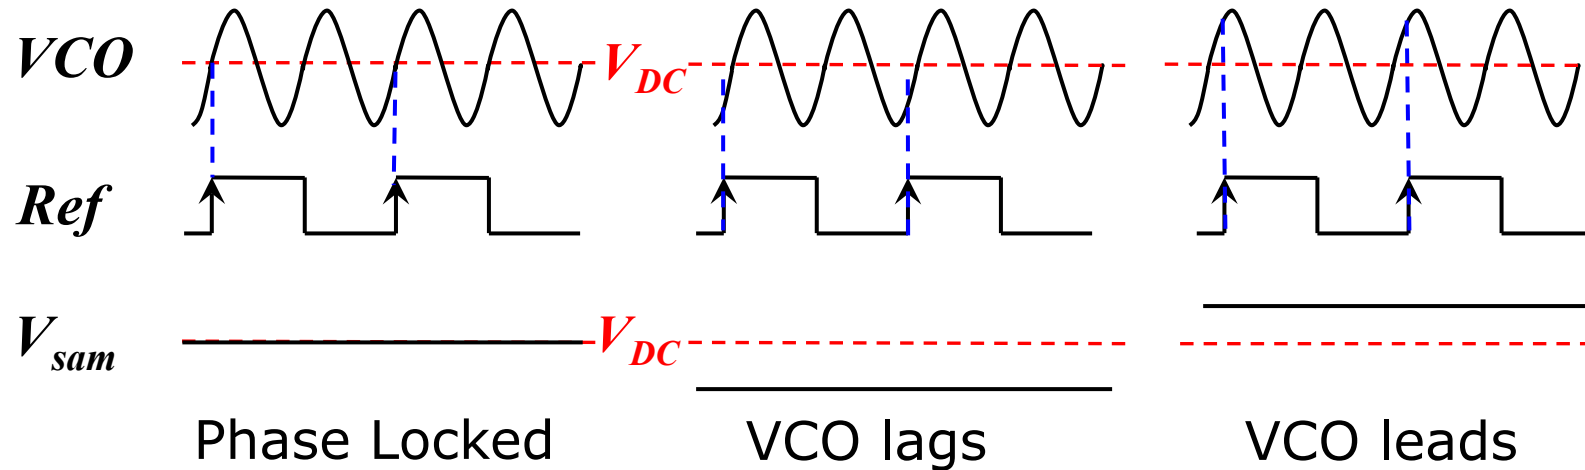 VCO
V_DC
Ref
V_sam
V_DC
Phase Locked
VCO lags
VCO leads